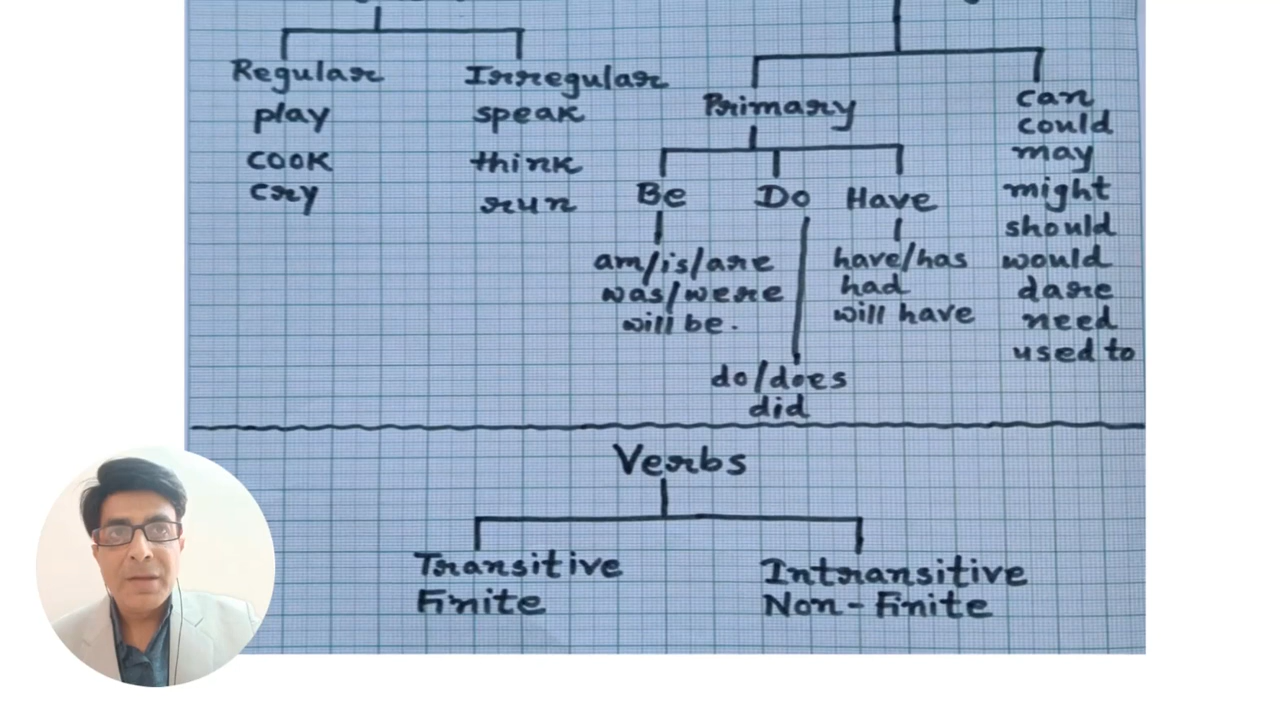 Regular
play
cook
cry
Irregular
speak
think
run
Primary
Be
am/is/are
was/were
will be.
Do
do/does
did
Have
have/has
had
will have
can
could
may
might
should
would
dare
need
used to
Verbs
Transitive
Finite
Intransitive
Non-Finite